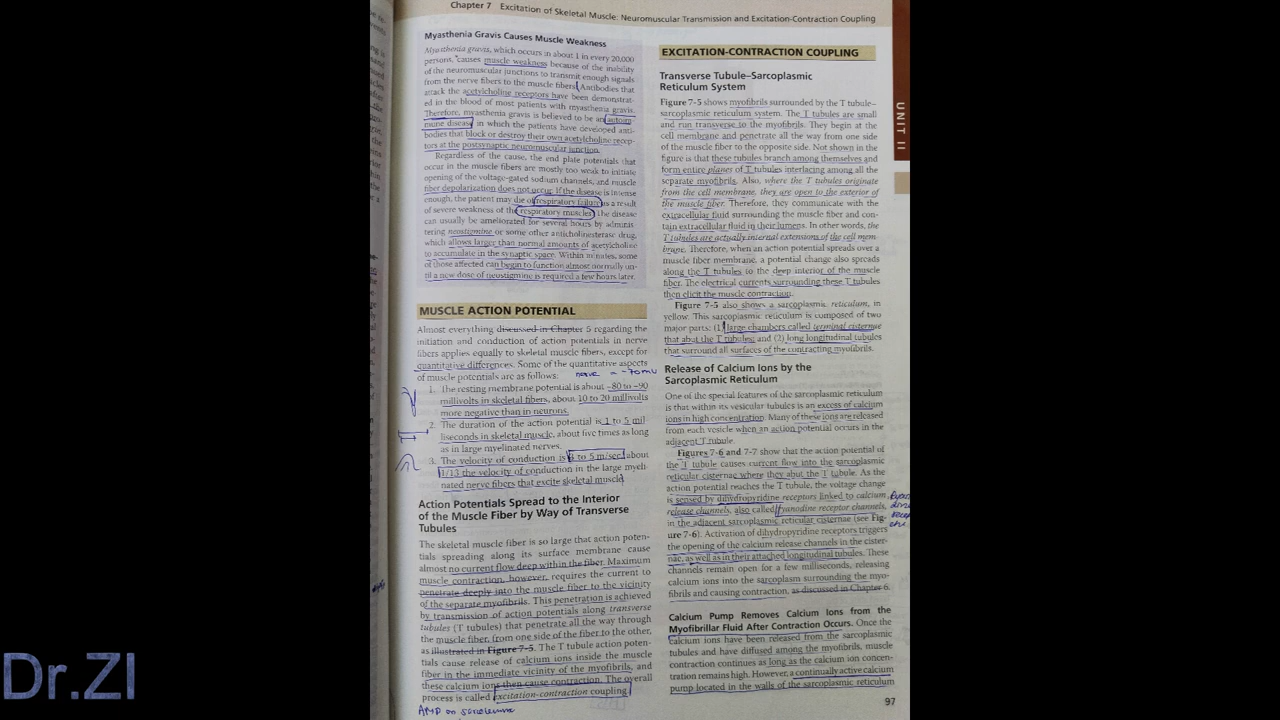 Chapter 7 Excitation of Skeletal Muscle: Neuromuscular Transmission and Excitation-Contraction Coupling
Myasthenia Gravis Causes Muscle Weakness
Myasthenia gravis, which occurs in about 1 in every 20,000
persons, causes muscle weakness because of the inability
of the neuromuscular junctions to transmit enough signals
from the nerve fibers to the muscle fibers. Antibodies that
attack the acetylcholine receptors have been demonstrat-
ed in the blood of most patients with myasthenia gravis.
Therefore, myasthenia gravis is believed to be an autoim-
mune disease in which the patients have developed anti-
bodies that block or destroy their own acetylcholine recep-
tors at the postsynaptic neuromuscular junction.
Regardless of the cause, the end plate potentials that
occur in the muscle fibers are mostly too weak to initiate
opening of the voltage-gated sodium channels, and muscle
fiber depolarization does not occur. If the disease is intense
enough, the patient may die of respiratory failure as a result
of severe weakness of the respiratory muscles. The disease
can usually be ameliorated for several hours by adminis-
tering neostigmine or some other anticholinesterase drug,
which allows larger than normal amounts of acetylcholine
to accumulate in the synaptic space. Within minutes, some
of those affected can begin to function almost normally un-
til a new dose of neostigmine is required a few hours later.
MUSCLE ACTION POTENTIAL
Almost everything discussed in Chapter 5 regarding the
initiation and conduction of action potentials in nerve
fibers applies equally to skeletal muscle fibers, except for
quantitative differences. Some of the quantitative aspects
of muscle potentials are as follows:
nerve = -70mv
1. The resting membrane potential is about −80 to −90
millivolts in skeletal fibers, about 10 to 20 millivolts
more negative than in neurons.
2. The duration of the action potential is 1 to 5 mil
liseconds in skeletal muscle, about five times as long
as in large myelinated nerves.
3. The velocity of conduction is 3 to 5 m/sec, about
1/13 the velocity of conduction in the large myeli-
nated nerve fibers that excite skeletal muscle.
Action Potentials Spread to the Interior
of the Muscle Fiber by Way of Transverse
Tubules
The skeletal muscle fiber is so large that action poten-
tials spreading along its surface membrane cause
almost no current flow deep within the fiber. Maximum
muscle contraction, however, requires the current to
penetrate deeply into the muscle fiber to the vicinity
of the separate myofibrils. This penetration is achieved
by transmission of action potentials along transverse
tubules (T tubules) that penetrate all the way through
the muscle fiber, from one side of the fiber to the other,
as illustrated in Figure 7-5. The T tubule action poten-
tials cause release of calcium ions inside the muscle
fiber in the immediate vicinity of the myofibrils, and
these calcium ions then cause contraction. The overall
process is called excitation-contraction coupling.
AMP on sarcolemma
EXCITATION-CONTRACTION COUPLING
Transverse Tubule–Sarcoplasmic
Reticulum System
Figure 7-5 shows myofibrils surrounded by the T tubule–
sarcoplasmic reticulum system. The T tubules are small
and run transverse to the myofibrils. They begin at the
cell membrane and penetrate all the way from one side
of the muscle fiber to the opposite side. Not shown in the
figure is that these tubules branch among themselves and
form entire planes of T tubules interlacing among all the
separate myofibrils. Also, where the T tubules originate
from the cell membrane, they are open to the exterior of
the muscle fiber. Therefore, they communicate with the
extracellular fluid surrounding the muscle fiber and con-
tain extracellular fluid in their lumens. In other words, the
T tubules are actually internal extensions of the cell mem-
brane. Therefore, when an action potential spreads over a
muscle fiber membrane, a potential change also spreads
along the T tubules to the deep interior of the muscle
fiber. The electrical currents surrounding these T tubules
then elicit the muscle contraction.
Figure 7-5 also shows a sarcoplasmic reticulum, in
yellow. This sarcoplasmic reticulum is composed of two
major parts: (1) large chambers called terminal cisternae
that abut the T tubules and (2) long longitudinal tubules
that surround all surfaces of the contracting myofibrils.
Release of Calcium Ions by the
Sarcoplasmic Reticulum
One of the special features of the sarcoplasmic reticulum
is that within its vesicular tubules is an excess of calcium
ions in high concentration. Many of these ions are released
from each vesicle when an action potential occurs in the
adjacent T tubule.
Figures 7-6 and 7-7 show that the action potential of
the T tubule causes current flow into the sarcoplasmic
reticular cisternae where they abut the T tubule. As the
action potential reaches the T tubule, the voltage change
is sensed by dihydropyridine receptors linked to calcium
release channels, also called ryanodine receptor channels,
in the adjacent sarcoplasmic reticular cisternae (see Fig-
ure 7-6). Activation of dihydropyridine receptors triggers
the opening of the calcium release channels in the cister-
nae, as well as in their attached longitudinal tubules. These
channels remain open for a few milliseconds, releasing
calcium ions into the sarcoplasm surrounding the myo-
fibrils and causing contraction, as discussed in Chapter 6.
Calcium Pump Removes Calcium Ions from the
Myofibrillar Fluid After Contraction Occurs. Once the
calcium ions have been released from the sarcoplasmic
tubules and have diffused among the myofibrils, muscle
contraction continues as long as the calcium ion concen-
tration remains high. However, a continually active calcium
pump located in the walls of the sarcoplasmic reticulum
97
UNIT II
Dr.ZI